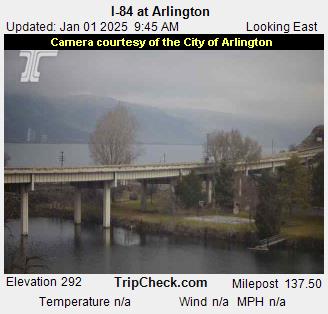 I-84 at Arlington
Updated: Jan 01 2025 9:45 AM Looking East
Camera courtesy of the City of Arlington
Elevation 292 TripCheck.com Milepost 137.50
Temperature n/a Wind n/a MPH n/a